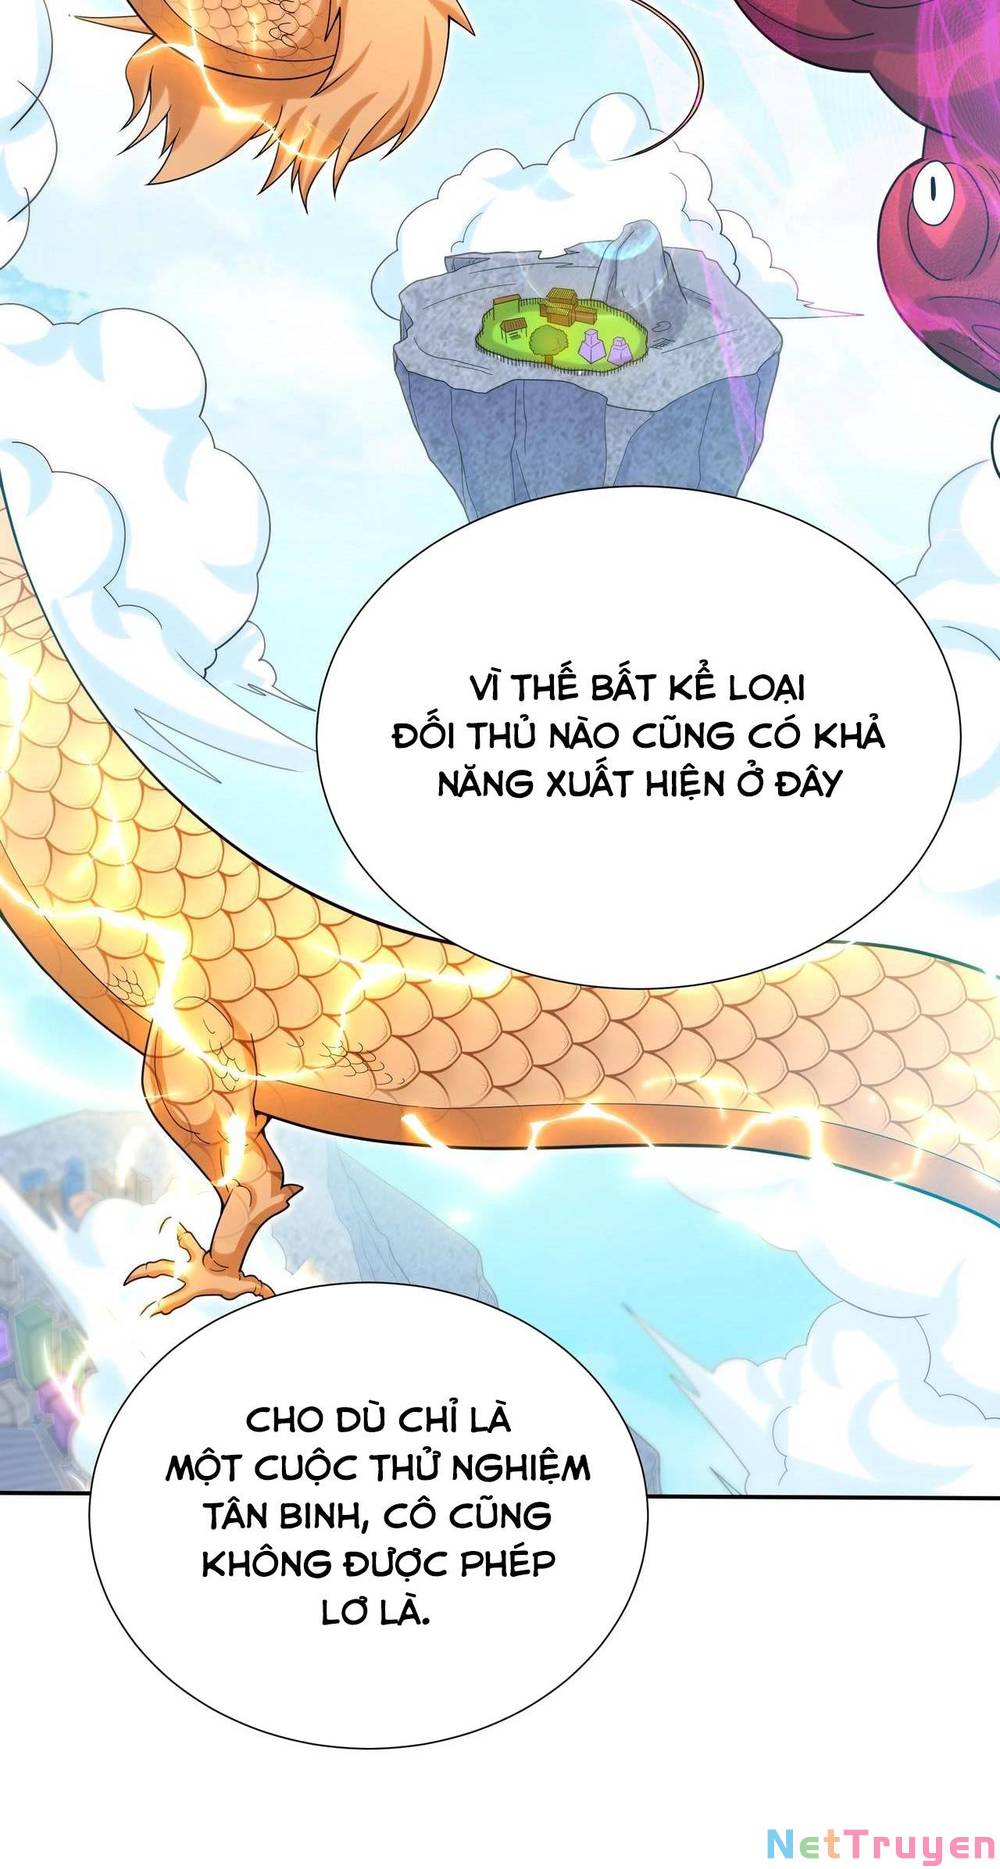 VÌ THẾ BẤT KỂ LOẠI
ĐỐI THỦ NÀO CŨNG CÓ KHẢ
NĂNG XUẤT HIỆN Ở ĐÂY
CHO DÙ CHỈ LÀ
MỘT CUỘC THỬ NGHIỆM
TÂN BINH, CÔ CŨNG
KHÔNG ĐƯỢC PHÉP
LƠ LÀ.
NetTruyen